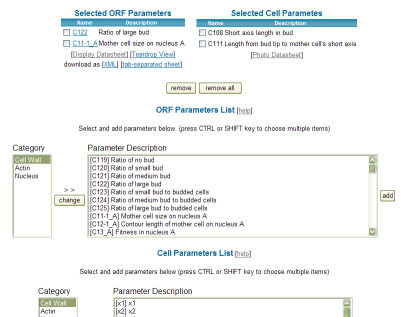 Selected ORF Parameters
Selected Cell Parametes
Name Description
Name Description
C122 Ratio of large bud
C108 Short axis length in bud
C11-1_A Mother cell size on nucleus A
C111 Length from bud tip to mother cell's short axis
[Display Datasheet] [Teardrop View]
[Photo Datasheet]
download as [XML] [tab-separated sheet]
remove remove all
ORF Parameters List [help]
Select and add parameters below. (press CTRL or SHIFT key to choose multiple items)
Category Parameter Description
Cell Wall
Actin
Nucleus
> >
change
[C119] Ratio of no bud
[C120] Ratio of small bud
[C121] Ratio of medium bud
[C122] Ratio of large bud
[C123] Ratio of small bud to budded cells
[C124] Ratio of medium bud to budded cells
[C125] Ratio of large bud to budded cells
[C11-1_A] Mother cell size on nucleus A
[C12-1_A] Contour length of mother cell on nucleus A
[C13_A] Fitness in nucleus A
add
Cell Parameters List [help]
Select and add parameters below (press CTRL or SHIFT key to choose multiple items)
Category Parameter Description
Cell Wall
Actin
[x1] x1
[x2] x2